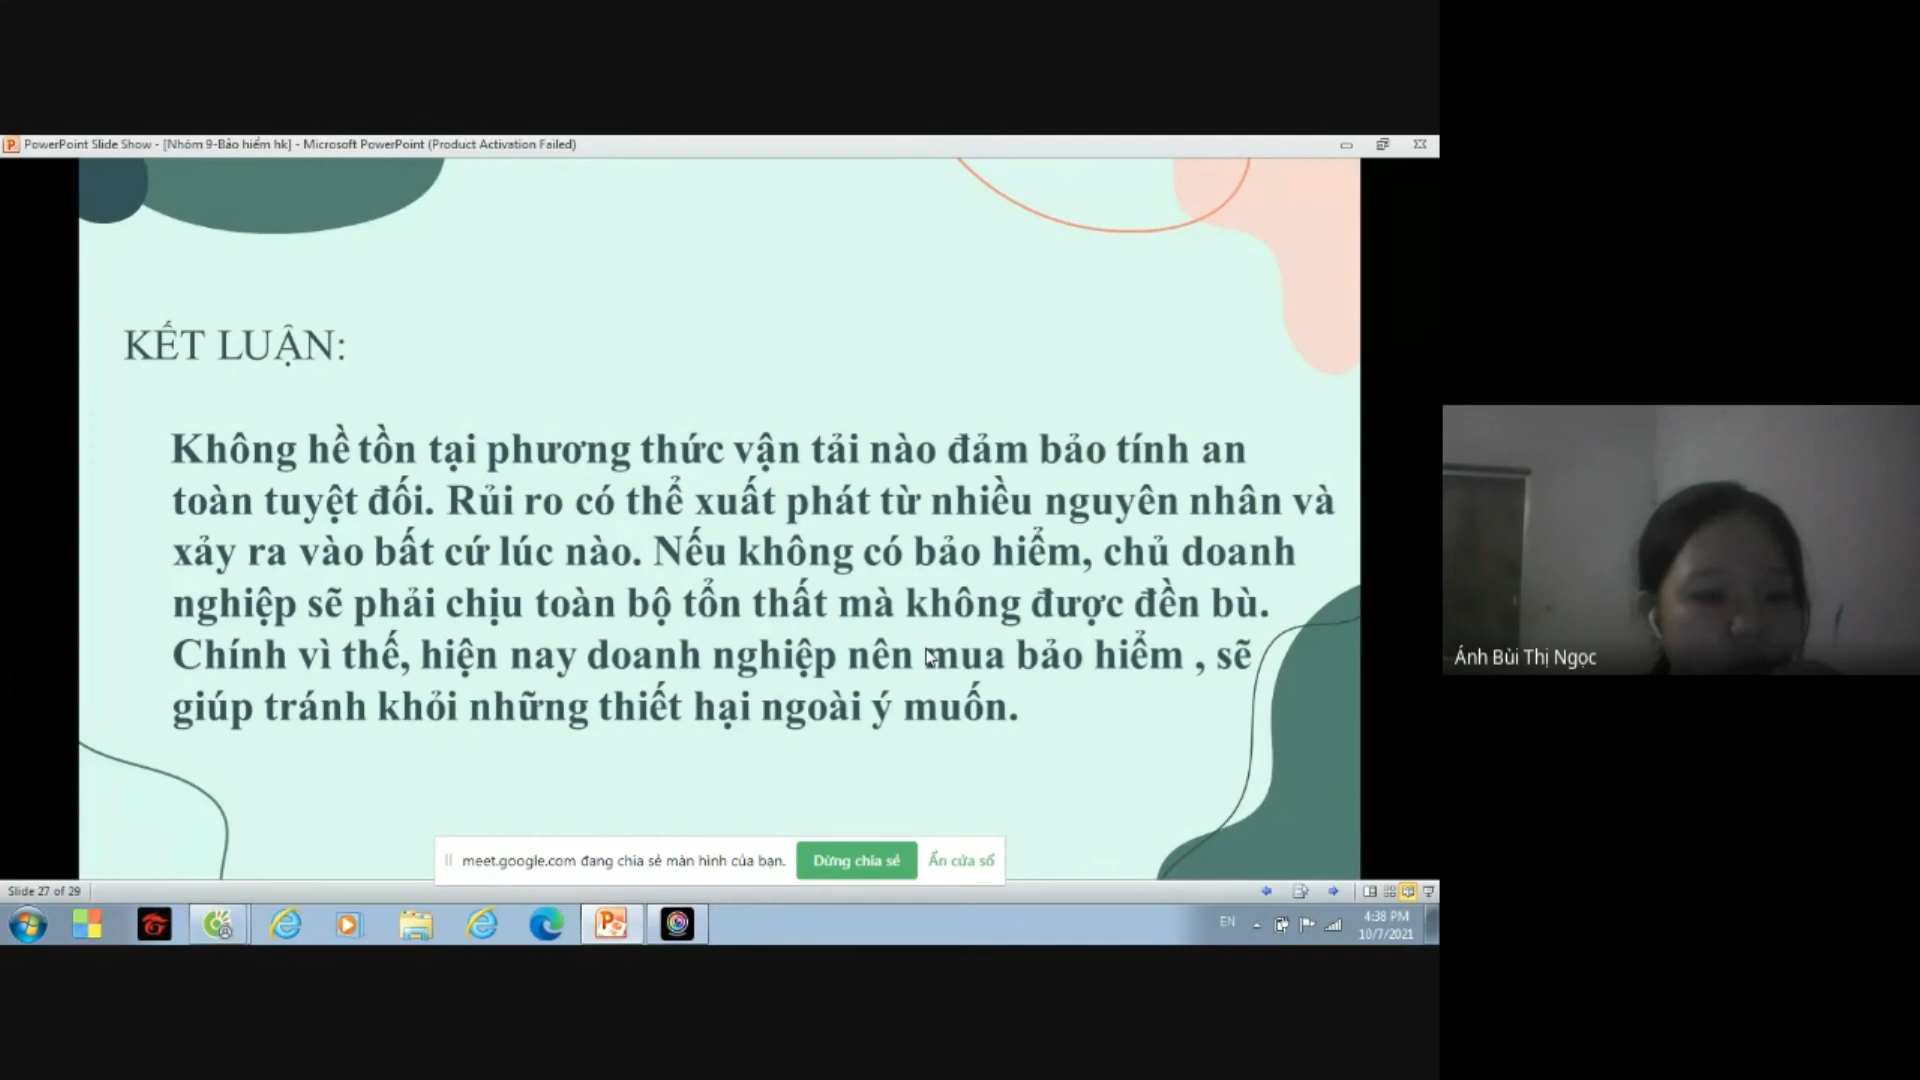 PowerPoint Slide Show - [Nhóm 9-Bảo hiểm hk] - Microsoft PowerPoint (Product Activation Failed)
KẾT LUẬN:
Không hề tồn tại phương thức vận tải nào đảm bảo tính an
toàn tuyệt đối. Rủi ro có thể xuất phát từ nhiều nguyên nhân và
xảy ra vào bất cứ lúc nào. Nếu không có bảo hiểm, chủ doanh
nghiệp sẽ phải chịu toàn bộ tổn thất mà không được đền bù.
Chính vì thế, hiện nay doanh nghiệp nên mua bảo hiểm , sẽ
giúp tránh khỏi những thiết hại ngoài ý muốn.
Ánh Bùi Thị Ngọc
meet.google.com đang chia sẻ màn hình của bạn. Dừng chia sẻ Ẩn cửa sổ
Slide 27 of 29
EN
4:38 PM
10/7/2021